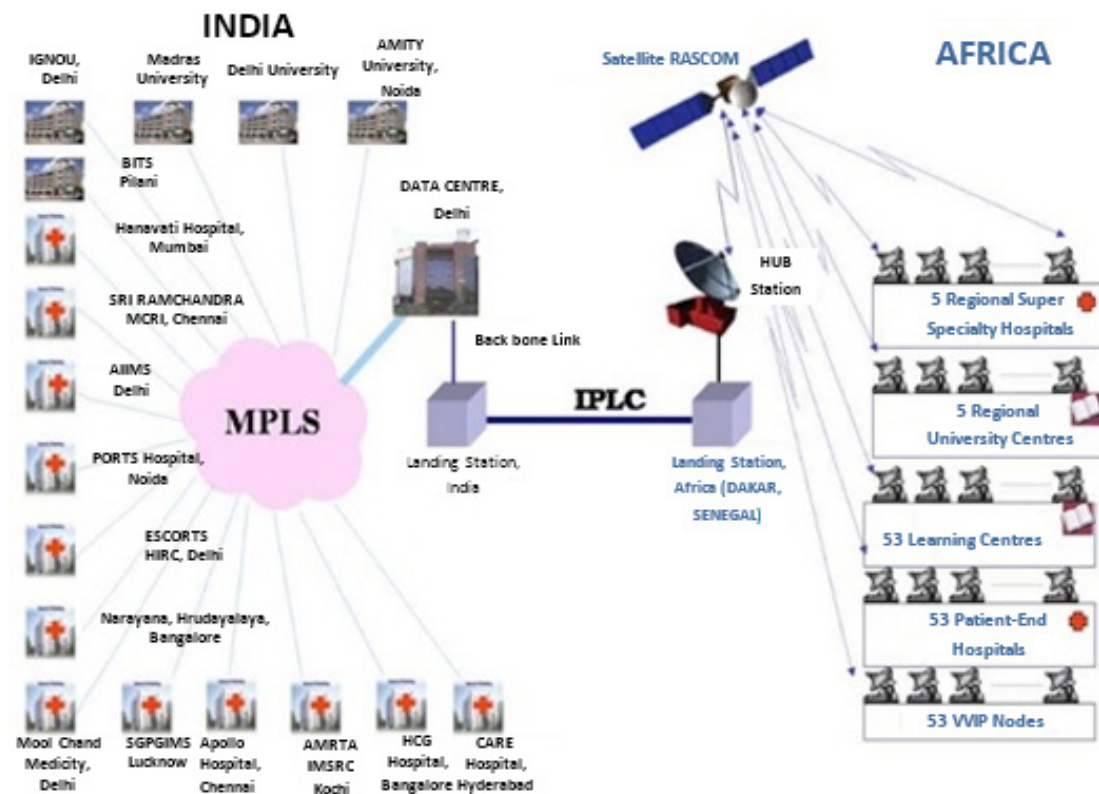 INDIA
AFRICA
IGNOU,
Delhi
Madras
University
Delhi University
AMITY
University,
Noida
Satellite RASCOM
BITS
Pilani
DATA CENTRE,
Delhi
Hanavati Hospital,
Mumbai
HUB
Station
SRI RAMCHANDRA
MCRI, Chennai
5 Regional Super
Specialty Hospitals
Back bone Link
AIIMS
Delhi
MPLS
IPLC
5 Regional
University Centres
PORTS Hospital,
Noida
Landing Station,
India
Landing Station,
Africa (DAKAR,
SENEGAL)
ESCORTS
HIRC, Delhi
53 Learning Centres
Narayana, Hrudayalaya,
Bangalore
53 Patient-End
Hospitals
53 VVIP Nodes
Mool Chand
Medicity,
Delhi
SGPGIMS
Lucknow
Apollo
Hospital,
Chennai
AMRTA
IMSRC
Kochi
HCG
Hospital,
Bangalore
CARE
Hospital,
Hyderabad